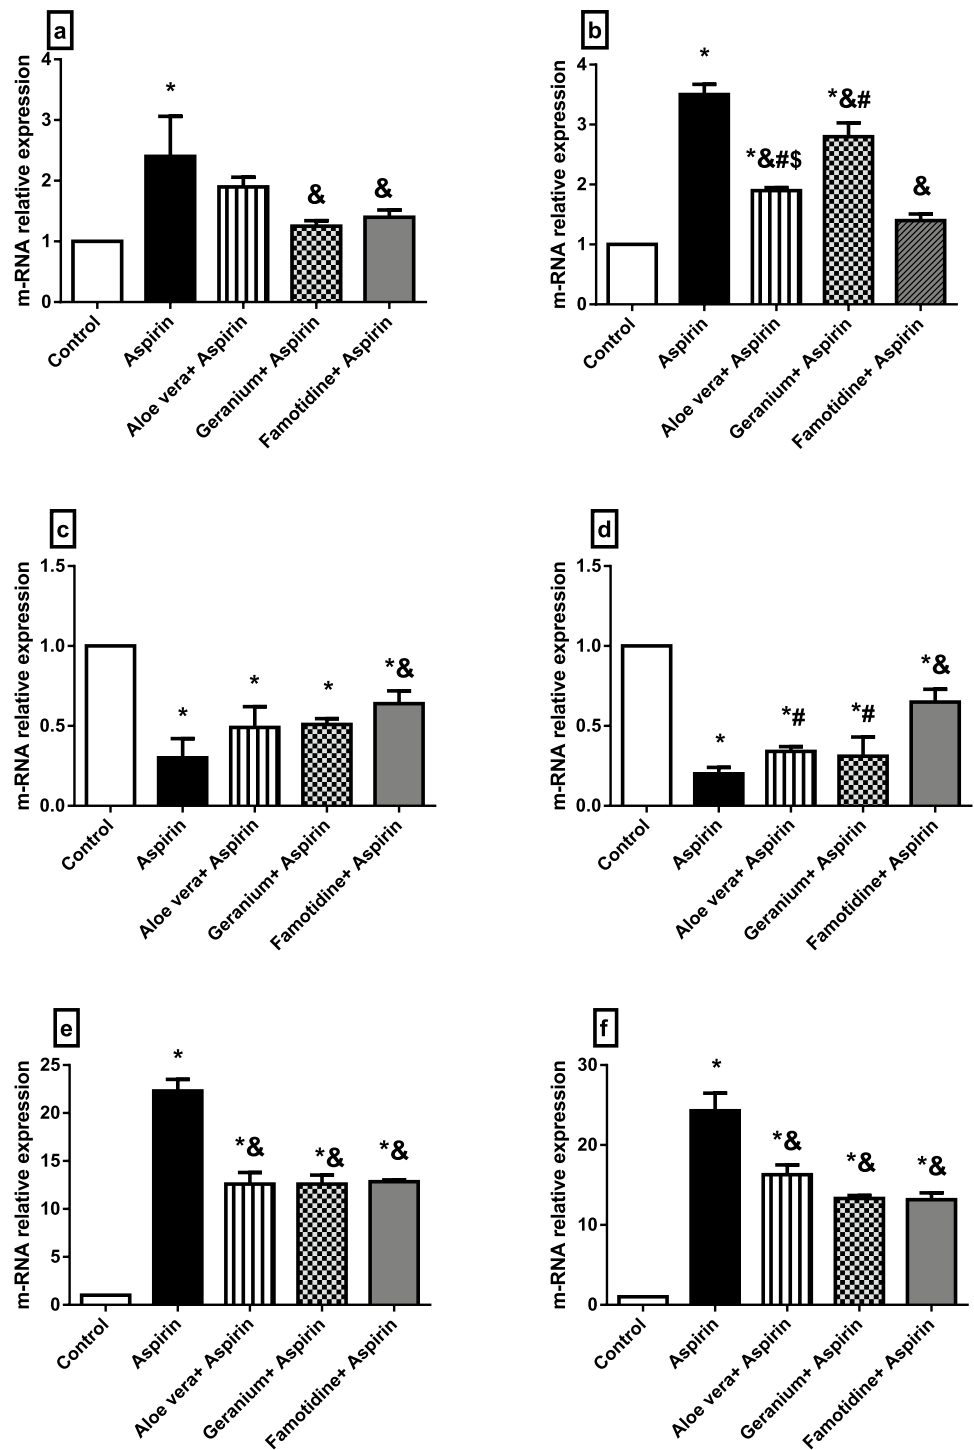 a
m-RNA relative expression
4
3
2
1
0
*
&
&
Control
Aspirin
Aloe vera+ Aspirin
Geranium+ Aspirin
Famotidine+ Aspirin
b
m-RNA relative expression
4
3
2
1
0
*
*&#$
*&#
&
Control
Aspirin
Aloe vera+ Aspirin
Geranium+ Aspirin
Famotidine+ Aspirin
c
m-RNA relative expression
1.5
1.0
0.5
0.0
*
*
*
*&
Control
Aspirin
Aloe vera+ Aspirin
Geranium+ Aspirin
Famotidine+ Aspirin
d
m-RNA relative expression
1.5
1.0
0.5
0.0
*
*#
*#
*&
Control
Aspirin
Aloe vera+ Aspirin
Geranium+ Aspirin
Famotidine+ Aspirin
e
m-RNA relative expression
25
20
15
10
5
0
*
*&
*&
*&
Control
Aspirin
Aloe vera+ Aspirin
Geranium+ Aspirin
Famotidine+ Aspirin
f
m-RNA relative expression
30
20
10
0
*
*&
*&
*&
Control
Aspirin
Aloe vera+ Aspirin
Geranium+ Aspirin
Famotidine+ Aspirin